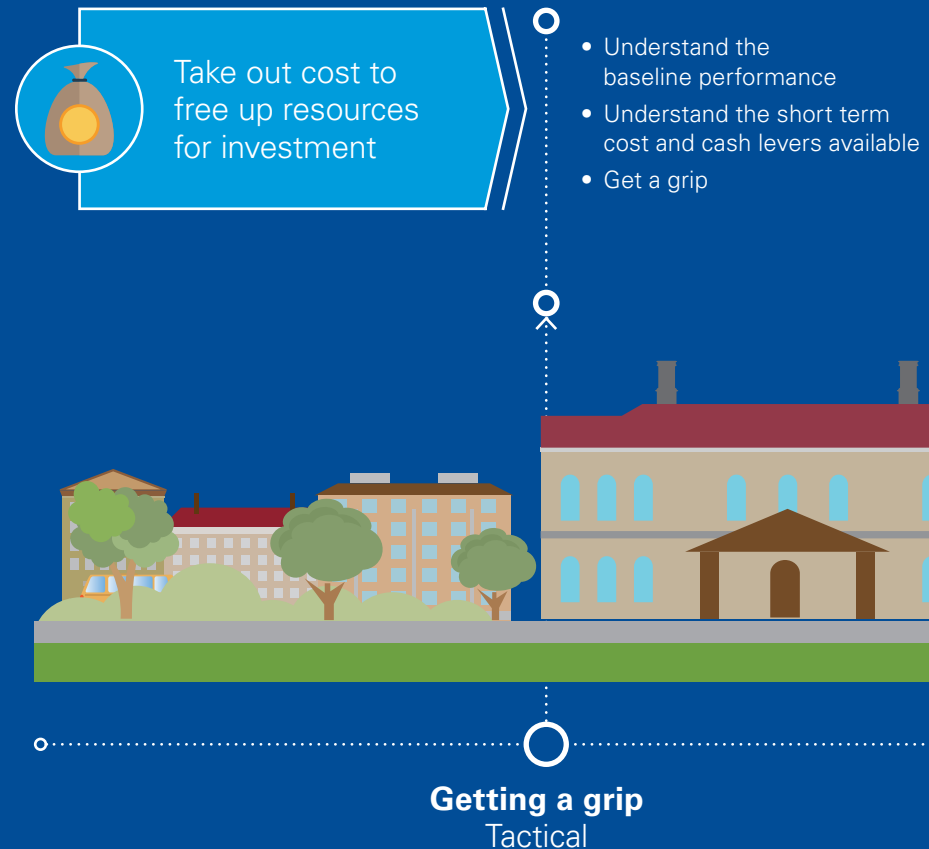 Take out cost to
free up resources
for investment
• Understand the
baseline performance
• Understand the short term
cost and cash levers available
• Get a grip
Getting a grip
Tactical